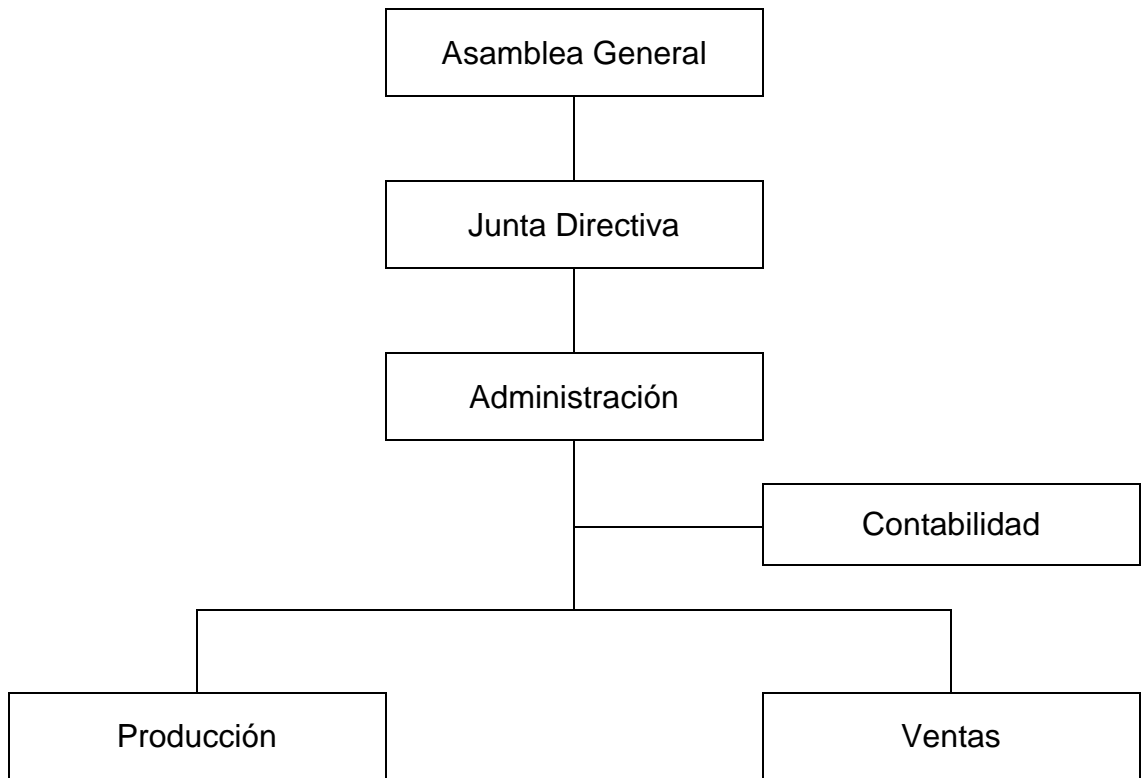 Asamblea General
Junta Directiva
Administración
Contabilidad
Producción
Ventas